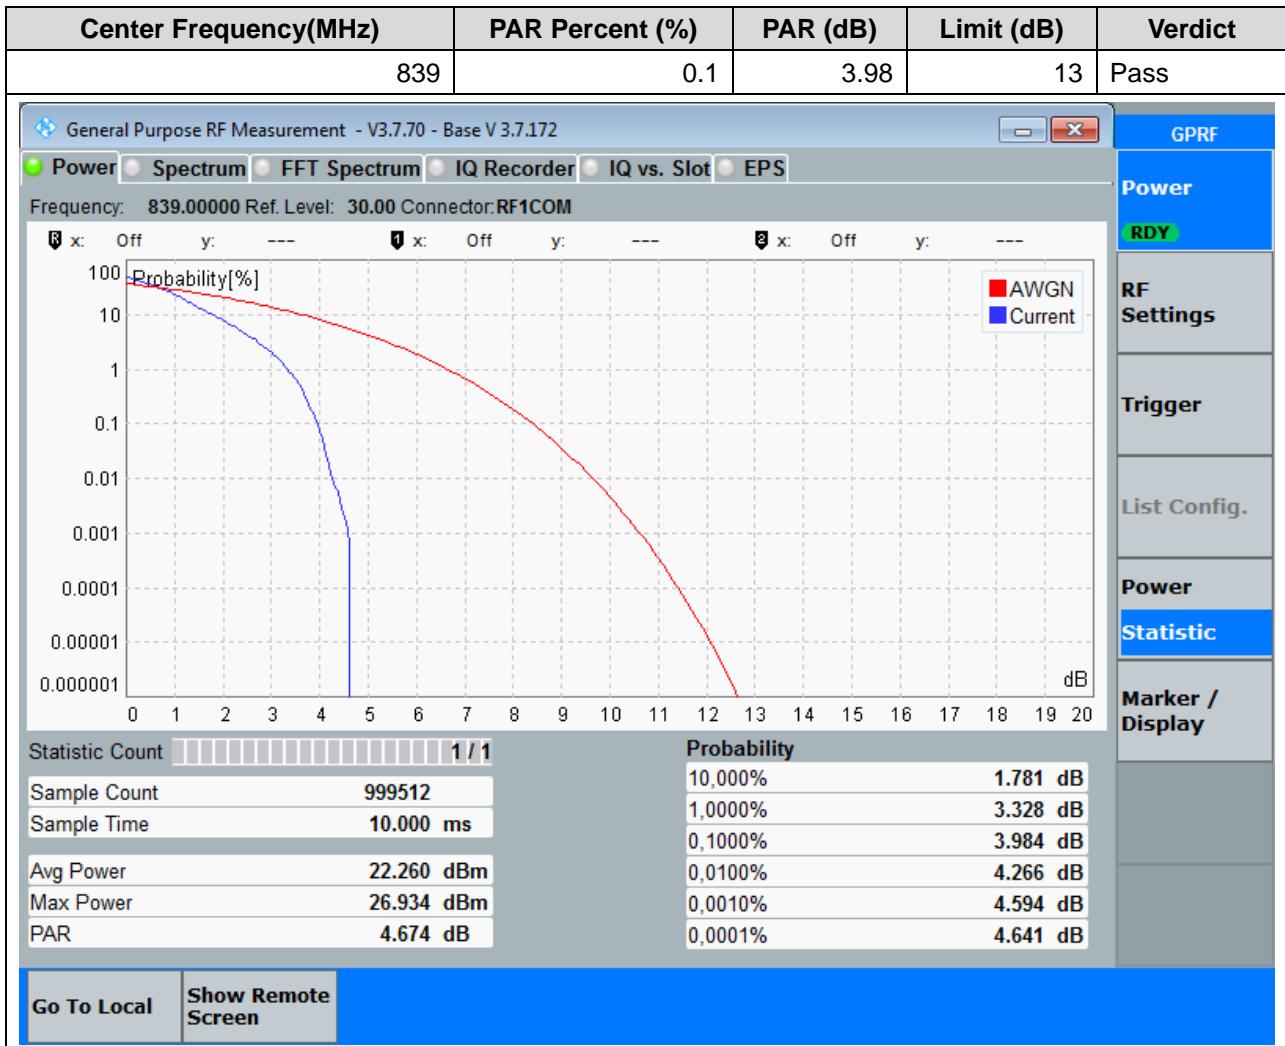 Center Frequency(MHz) PAR Percent (%) PAR (dB) Limit (dB) Verdict
839 0.1 3.98 13 Pass
General Purpose RF Measurement - V3.7.70 - Base V 3.7.172
GPRF
Power Spectrum FFT Spectrum IQ Recorder IQ vs. Slot EPS
Frequency: 839.00000 Ref. Level: 30.00 Connector: RF1COM
R x: Off y: --- 1 x: Off y: --- 2 x: Off y: ---
Probability[%]
AWGN
Current
100
10
1
0.1
0.01
0.001
0.0001
0.00001
0.000001
dB
0 1 2 3 4 5 6 7 8 9 10 11 12 13 14 15 16 17 18 19 20
Statistic Count 1 / 1
Sample Count 999512
Sample Time 10.000 ms
Avg Power 22.260 dBm
Max Power 26.934 dBm
PAR 4.674 dB
Probability
10,000% 1.781 dB
1,0000% 3.328 dB
0,1000% 3.984 dB
0,0100% 4.266 dB
0,0010% 4.594 dB
0,0001% 4.641 dB
Power
RDY
RF
Settings
Trigger
List Config.
Power
Statistic
Marker /
Display
Go To Local
Show Remote
Screen